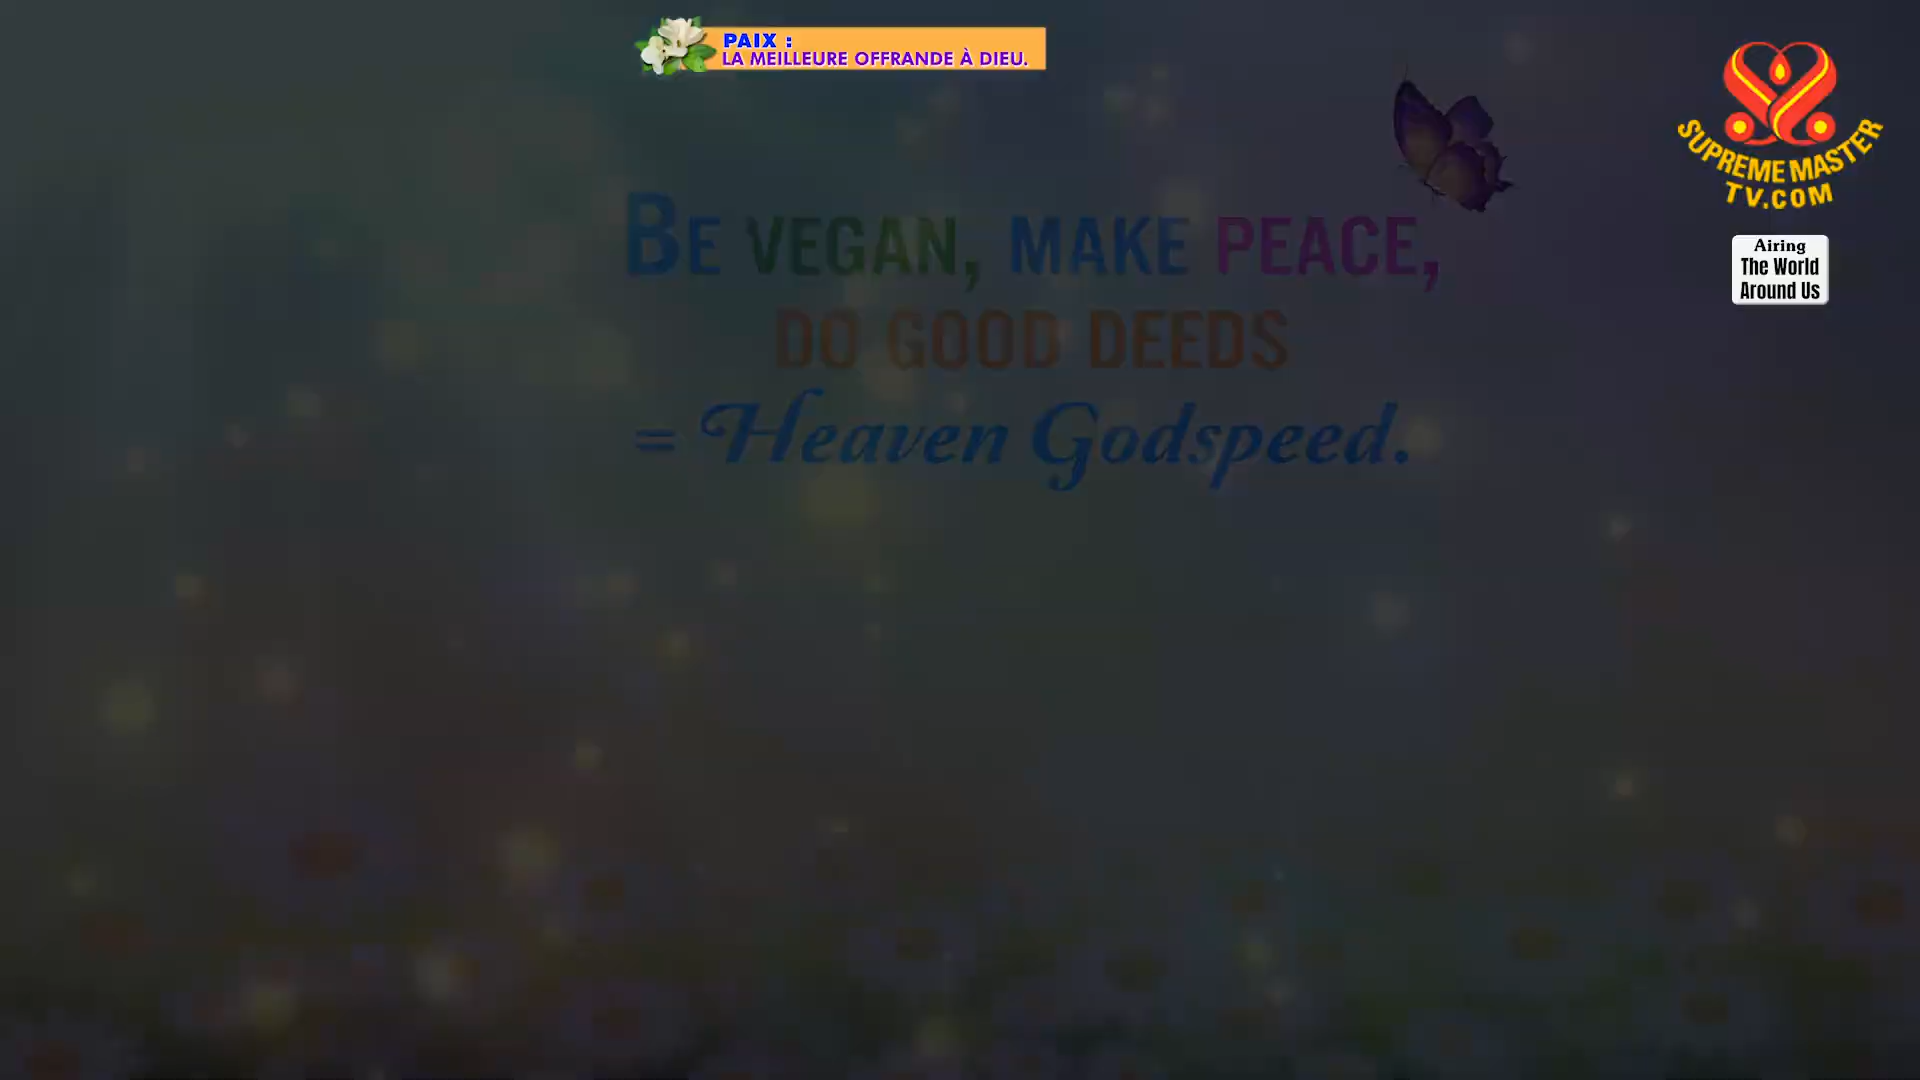 PAIX :
LA MEILLEURE OFFRANDE À DIEU.
SUPREME MASTER
TV.COM
Airing
The World
Around Us
BE VEGAN, MAKE PEACE,
DO GOOD DEEDS
= Heaven Godspeed.